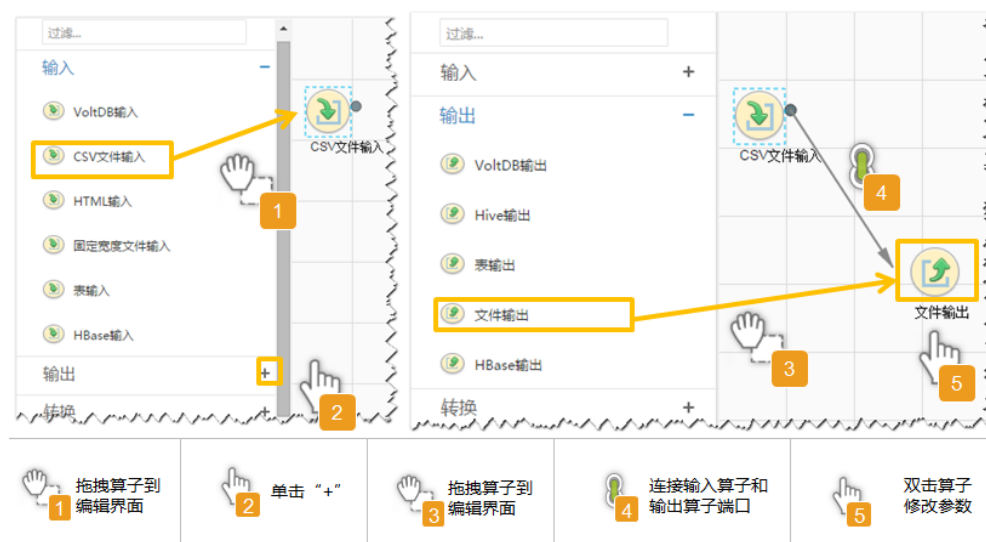 过滤...
输入
VoltDB输入
CSV文件输入
HTML输入
固定宽度文件输入
表输入
HBase输入
输出
转换
CSV文件输入
1
2
过滤...
输入
输出
VoltDB输出
Hive输出
表输出
文件输出
HBase输出
转换
CSV文件输入
4
文件输出
3
5
1
拖拽算子到
编辑界面
2
单击“+”
3
拖拽算子到
编辑界面
4
连接输入算子和
输出算子端口
5
双击算子
修改参数